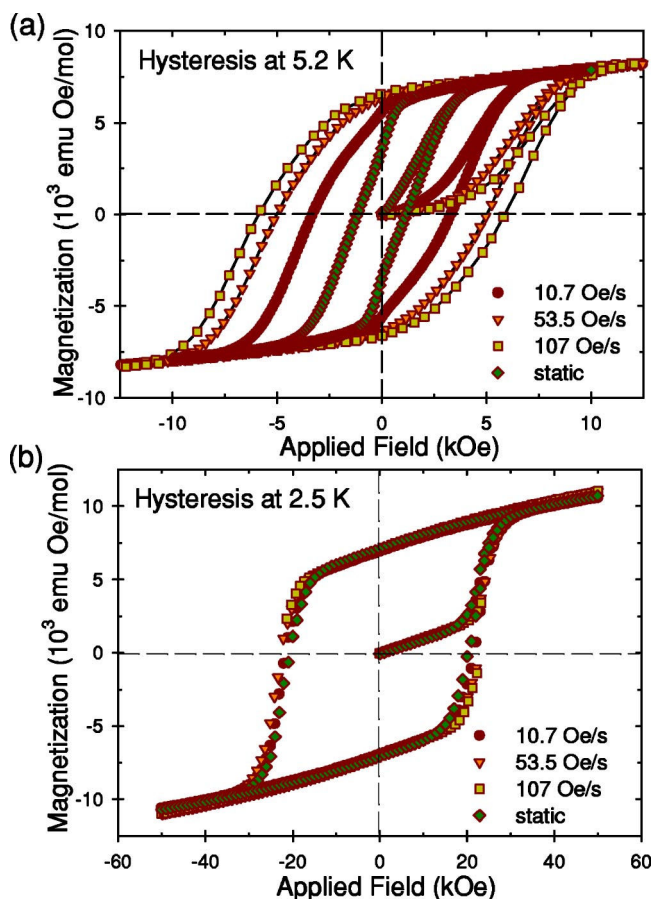 (a)
Hysteresis at 5.2 K
Magnetization (10³ emu Oe/mol)
10
5
0
-5
-10
10.7 Oe/s
53.5 Oe/s
107 Oe/s
static
-10 -5 0 5 10
Applied Field (kOe)
(b)
Hysteresis at 2.5 K
Magnetization (10³ emu Oe/mol)
10
5
0
-5
-10
10.7 Oe/s
53.5 Oe/s
107 Oe/s
static
-60 -40 -20 0 20 40 60
Applied Field (kOe)